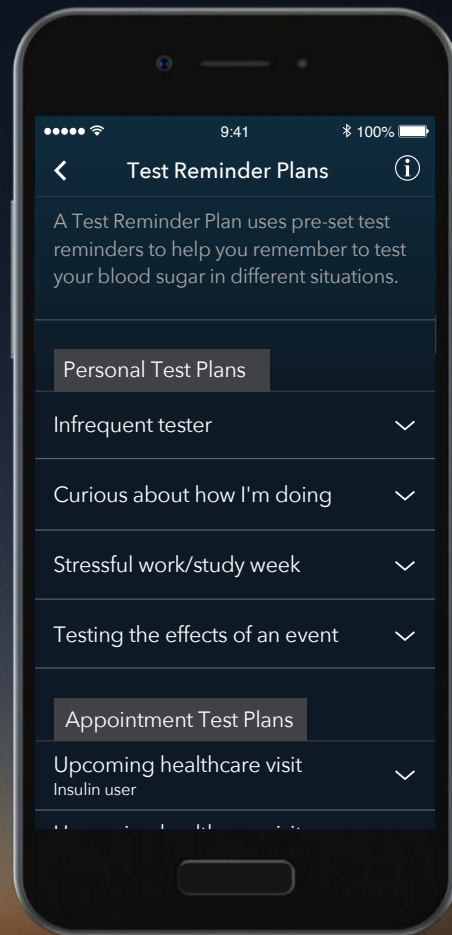 9:41
100%
Test Reminder Plans
A Test Reminder Plan uses pre-set test
reminders to help you remember to test
your blood sugar in different situations.
Personal Test Plans
Infrequent tester
Curious about how I'm doing
Stressful work/study week
Testing the effects of an event
Appointment Test Plans
Upcoming healthcare visit
Insulin user